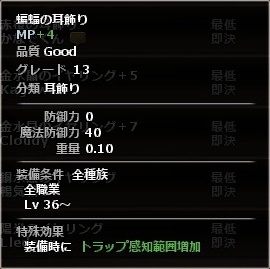 蝙蝠の耳飾り
MP+4
品質 Good
グレード 13
分類 耳飾り
防御力 0
魔法防御力 40
重量 0.10
装備条件 全種族
全職業
Lv 36～
特殊効果
装備時に トラップ感知範囲増加
最低
即決
+5
最低
即決
+7
Cloudy
最低
即決
最低
即決
最低
即決